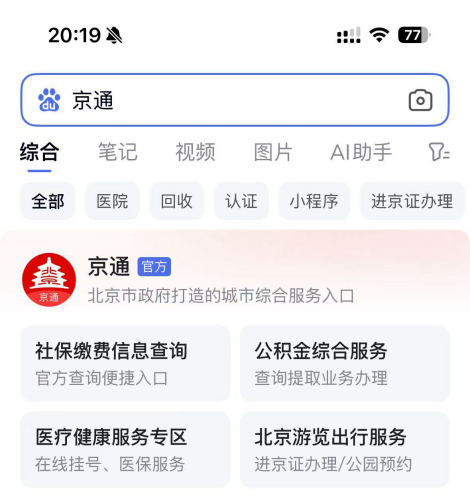 20:19 77
京通
综合 笔记 视频 图片 AI助手
全部 医院 回收 认证 小程序 进京证办理
京通 官方
北京市政府打造的城市综合服务入口
京通
社保缴费信息查询 公积金综合服务
官方查询便捷入口 查询提取业务办理
医疗健康服务专区 北京游览出行服务
在线挂号、医保服务 进京证办理/公园预约